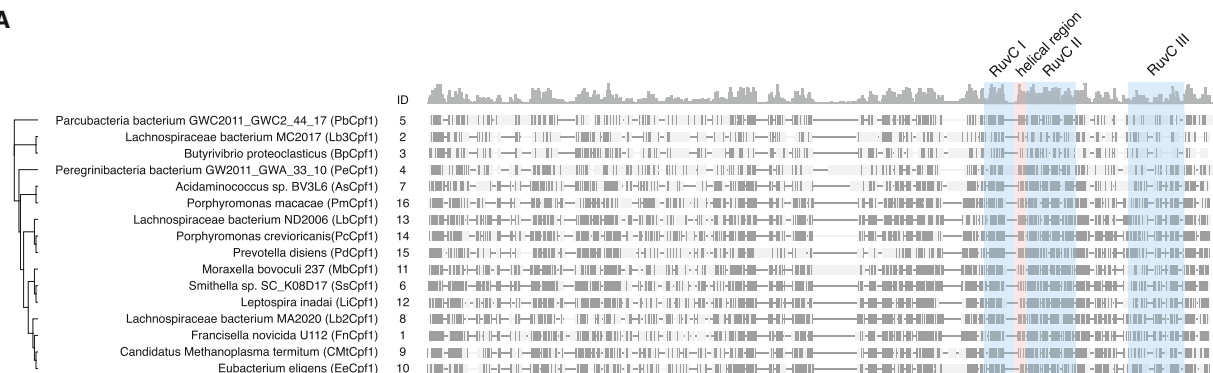 A
RuvC I
helical region
RuvC II
RuvC III
ID
Parcubacteria bacterium GWC2011_GWC2_44_17 (PbCpf1) 5
Lachnospiraceae bacterium MC2017 (Lb3Cpf1) 2
Butyrivibrio proteoclasticus (BpCpf1) 3
Peregrinibacteria bacterium GW2011_GWA_33_10 (PeCpf1) 4
Acidaminococcus sp. BV3L6 (AsCpf1) 7
Porphyromonas macacae (PmCpf1) 16
Lachnospiraceae bacterium ND2006 (LbCpf1) 13
Porphyromonas crevioricanis(PcCpf1) 14
Prevotella disiens (PdCpf1) 15
Moraxella bovoculi 237 (MbCpf1) 11
Smithella sp. SC_K08D17 (SsCpf1) 6
Leptospira inadai (LiCpf1) 12
Lachnospiraceae bacterium MA2020 (Lb2Cpf1) 8
Francisella novicida U112 (FnCpf1) 1
Candidatus Methanoplasma termitum (CMtCpf1) 9
Eubacterium eligens (EeCpf1) 10